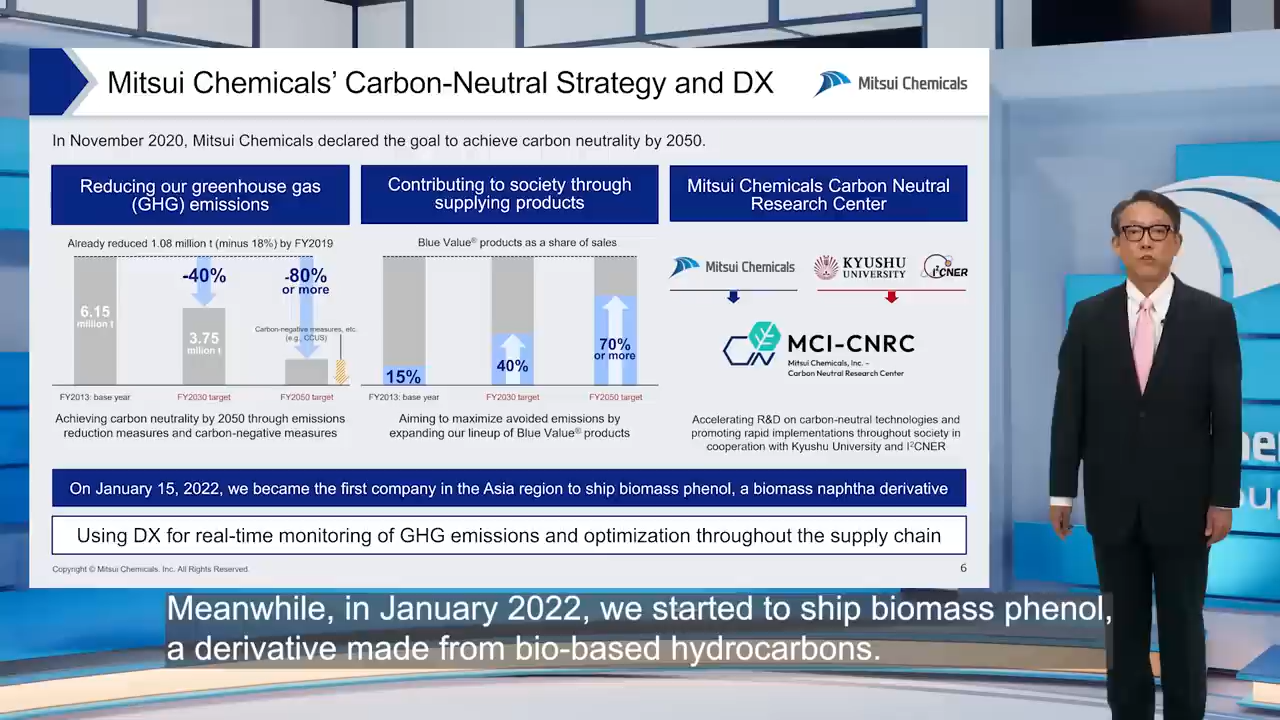 Mitsui Chemicals' Carbon-Neutral Strategy and DX
Mitsui Chemicals
In November 2020, Mitsui Chemicals declared the goal to achieve carbon neutrality by 2050.
Reducing our greenhouse gas
(GHG) emissions
Already reduced 1.08 million t (minus 18%) by FY2019
6.15
million t
-40%
3.75
million t
-80%
or more
Carbon-negative measures, etc.
(e.g., CCUS)
FY2013: base year
FY2030 target
FY2050 target
Achieving carbon neutrality by 2050 through emissions
reduction measures and carbon-negative measures
Contributing to society through
supplying products
Blue Value® products as a share of sales
15%
40%
70%
or more
FY2013: base year
FY2030 target
FY2050 target
Aiming to maximize avoided emissions by
expanding our lineup of Blue Value® products
Mitsui Chemicals Carbon Neutral
Research Center
Mitsui Chemicals
KYUSHU
UNIVERSITY
I²CNER
MCI-CNRC
Mitsui Chemicals, Inc. –
Carbon Neutral Research Center
Accelerating R&D on carbon-neutral technologies and
promoting rapid implementations throughout society in
cooperation with Kyushu University and I²CNER
On January 15, 2022, we became the first company in the Asia region to ship biomass phenol, a biomass naphtha derivative
Using DX for real-time monitoring of GHG emissions and optimization throughout the supply chain
Copyright © Mitsui Chemicals. Inc. All Rights Reserved.
6
Meanwhile, in January 2022, we started to ship biomass phenol,
a derivative made from bio-based hydrocarbons.